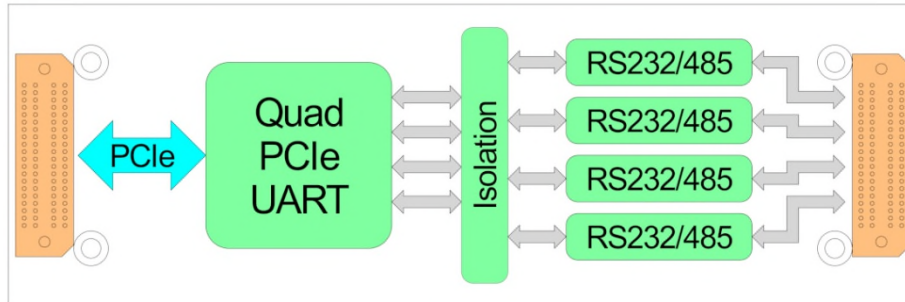 PCIe
Quad
PCIe
UART
Isolation
RS232/485
RS232/485
RS232/485
RS232/485